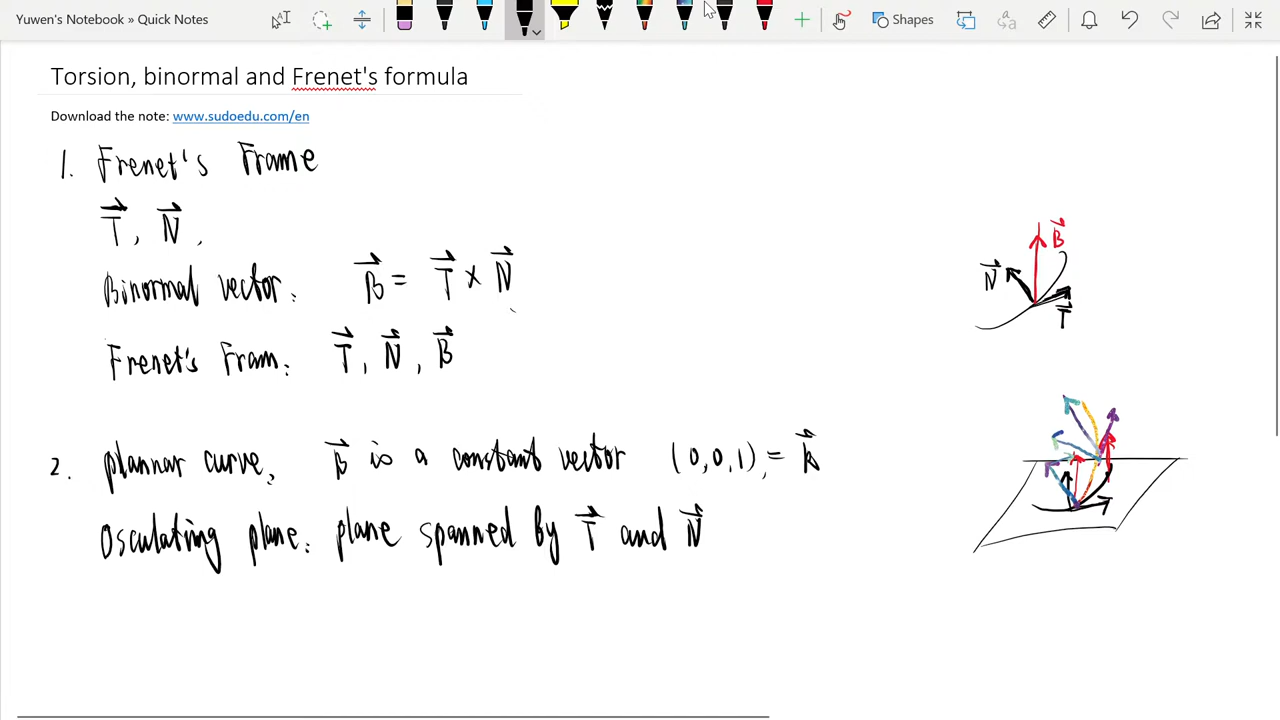 Yuwen's Notebook » Quick Notes
Shapes
Torsion, binormal and Frenet's formula
Download the note: www.sudoedu.com/en
1. Frenet's Frame
T⃗, N⃗,
Binormal vector: B⃗ = T⃗ × N⃗
Frenet's Fram: T⃗, N⃗, B⃗
B⃗
N⃗
T⃗
2. plannar curve, B⃗ is a constant vector (0,0,1) = k⃗
Osculating plane: plane spanned by T⃗ and N⃗